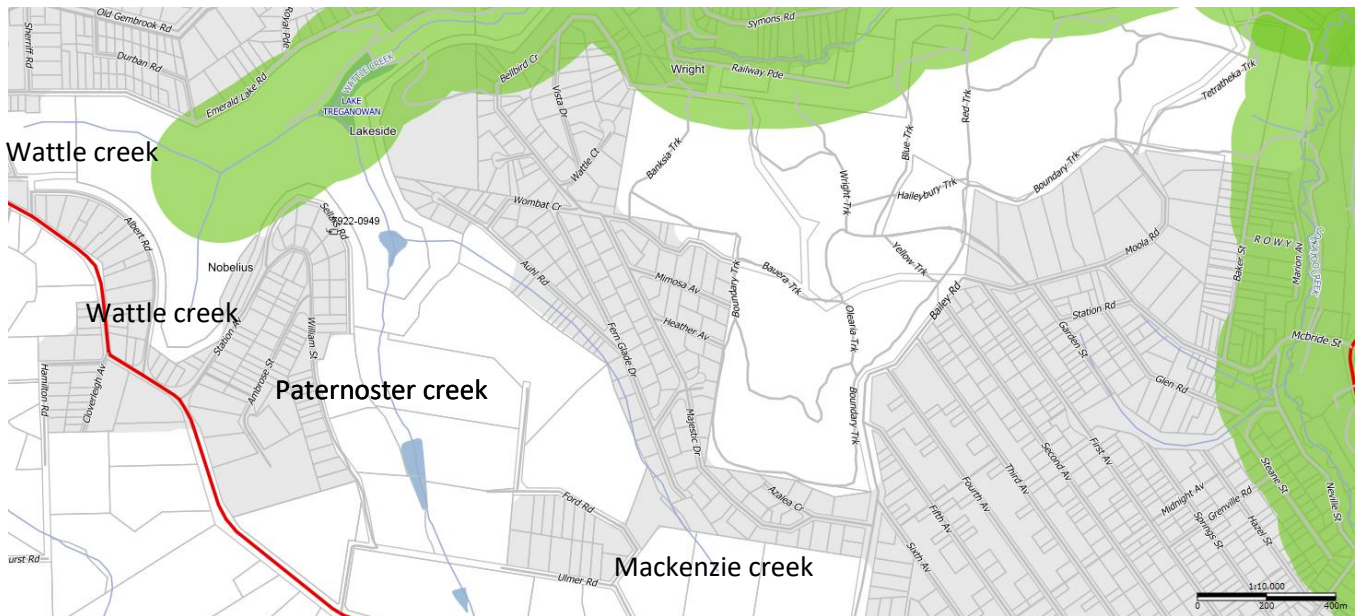 Old Gembrook Rd
Sherriff Rd
Durban Rd
Royal Pde
Emerald Lake Rd
WATTLE CREEK
LAKE
TREGANOWAN
Lakeside
Bellbird Cr
Vista Dr
Wattle Ct
Wright
Railway Pde
Symons Rd
Banksia Trk
Wright Trk
Blue Trk
Red Trk
Haileybury Trk
Boundary Trk
Tetratheka Trk
Wattle creek
Albert Rd
Sellars Rd
Nobelius
Wombat Cr
Auhl Rd
Mimosa Av
Heather Av
Boundary Trk
Bauera Trk
Yellow Trk
Olearia Trk
Bailey Rd
Moola Rd
Baker St
ROWY
Marion Av
Station Rd
McBride St
Wattle creek
Station Av
William St
Ambrose St
Hamilton Rd
Cloverleigh Av
Paternoster creek
Fern Glade Dr
Majestic Dr
Boundary Trk
Garden St
Glen Rd
First Av
Second Av
Third Av
Fourth Av
Fifth Av
Sixth Av
Midnight Av
Grenville Rd
Springs St
Hazel St
Steane St
Neville St
Azalea Cr
Ford Rd
Ulmer Rd
Mackenzie creek
urst Rd
1:10,000
0 200 400m